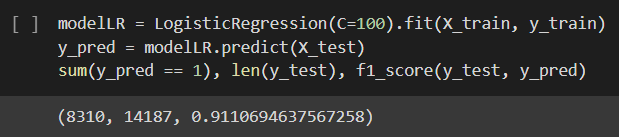 [ ] modelLR = LogisticRegression(C=100).fit(X_train, y_train)
y_pred = modelLR.predict(X_test)
sum(y_pred == 1), len(y_test), f1_score(y_test, y_pred)
(8310, 14187, 0.9110694637567258)